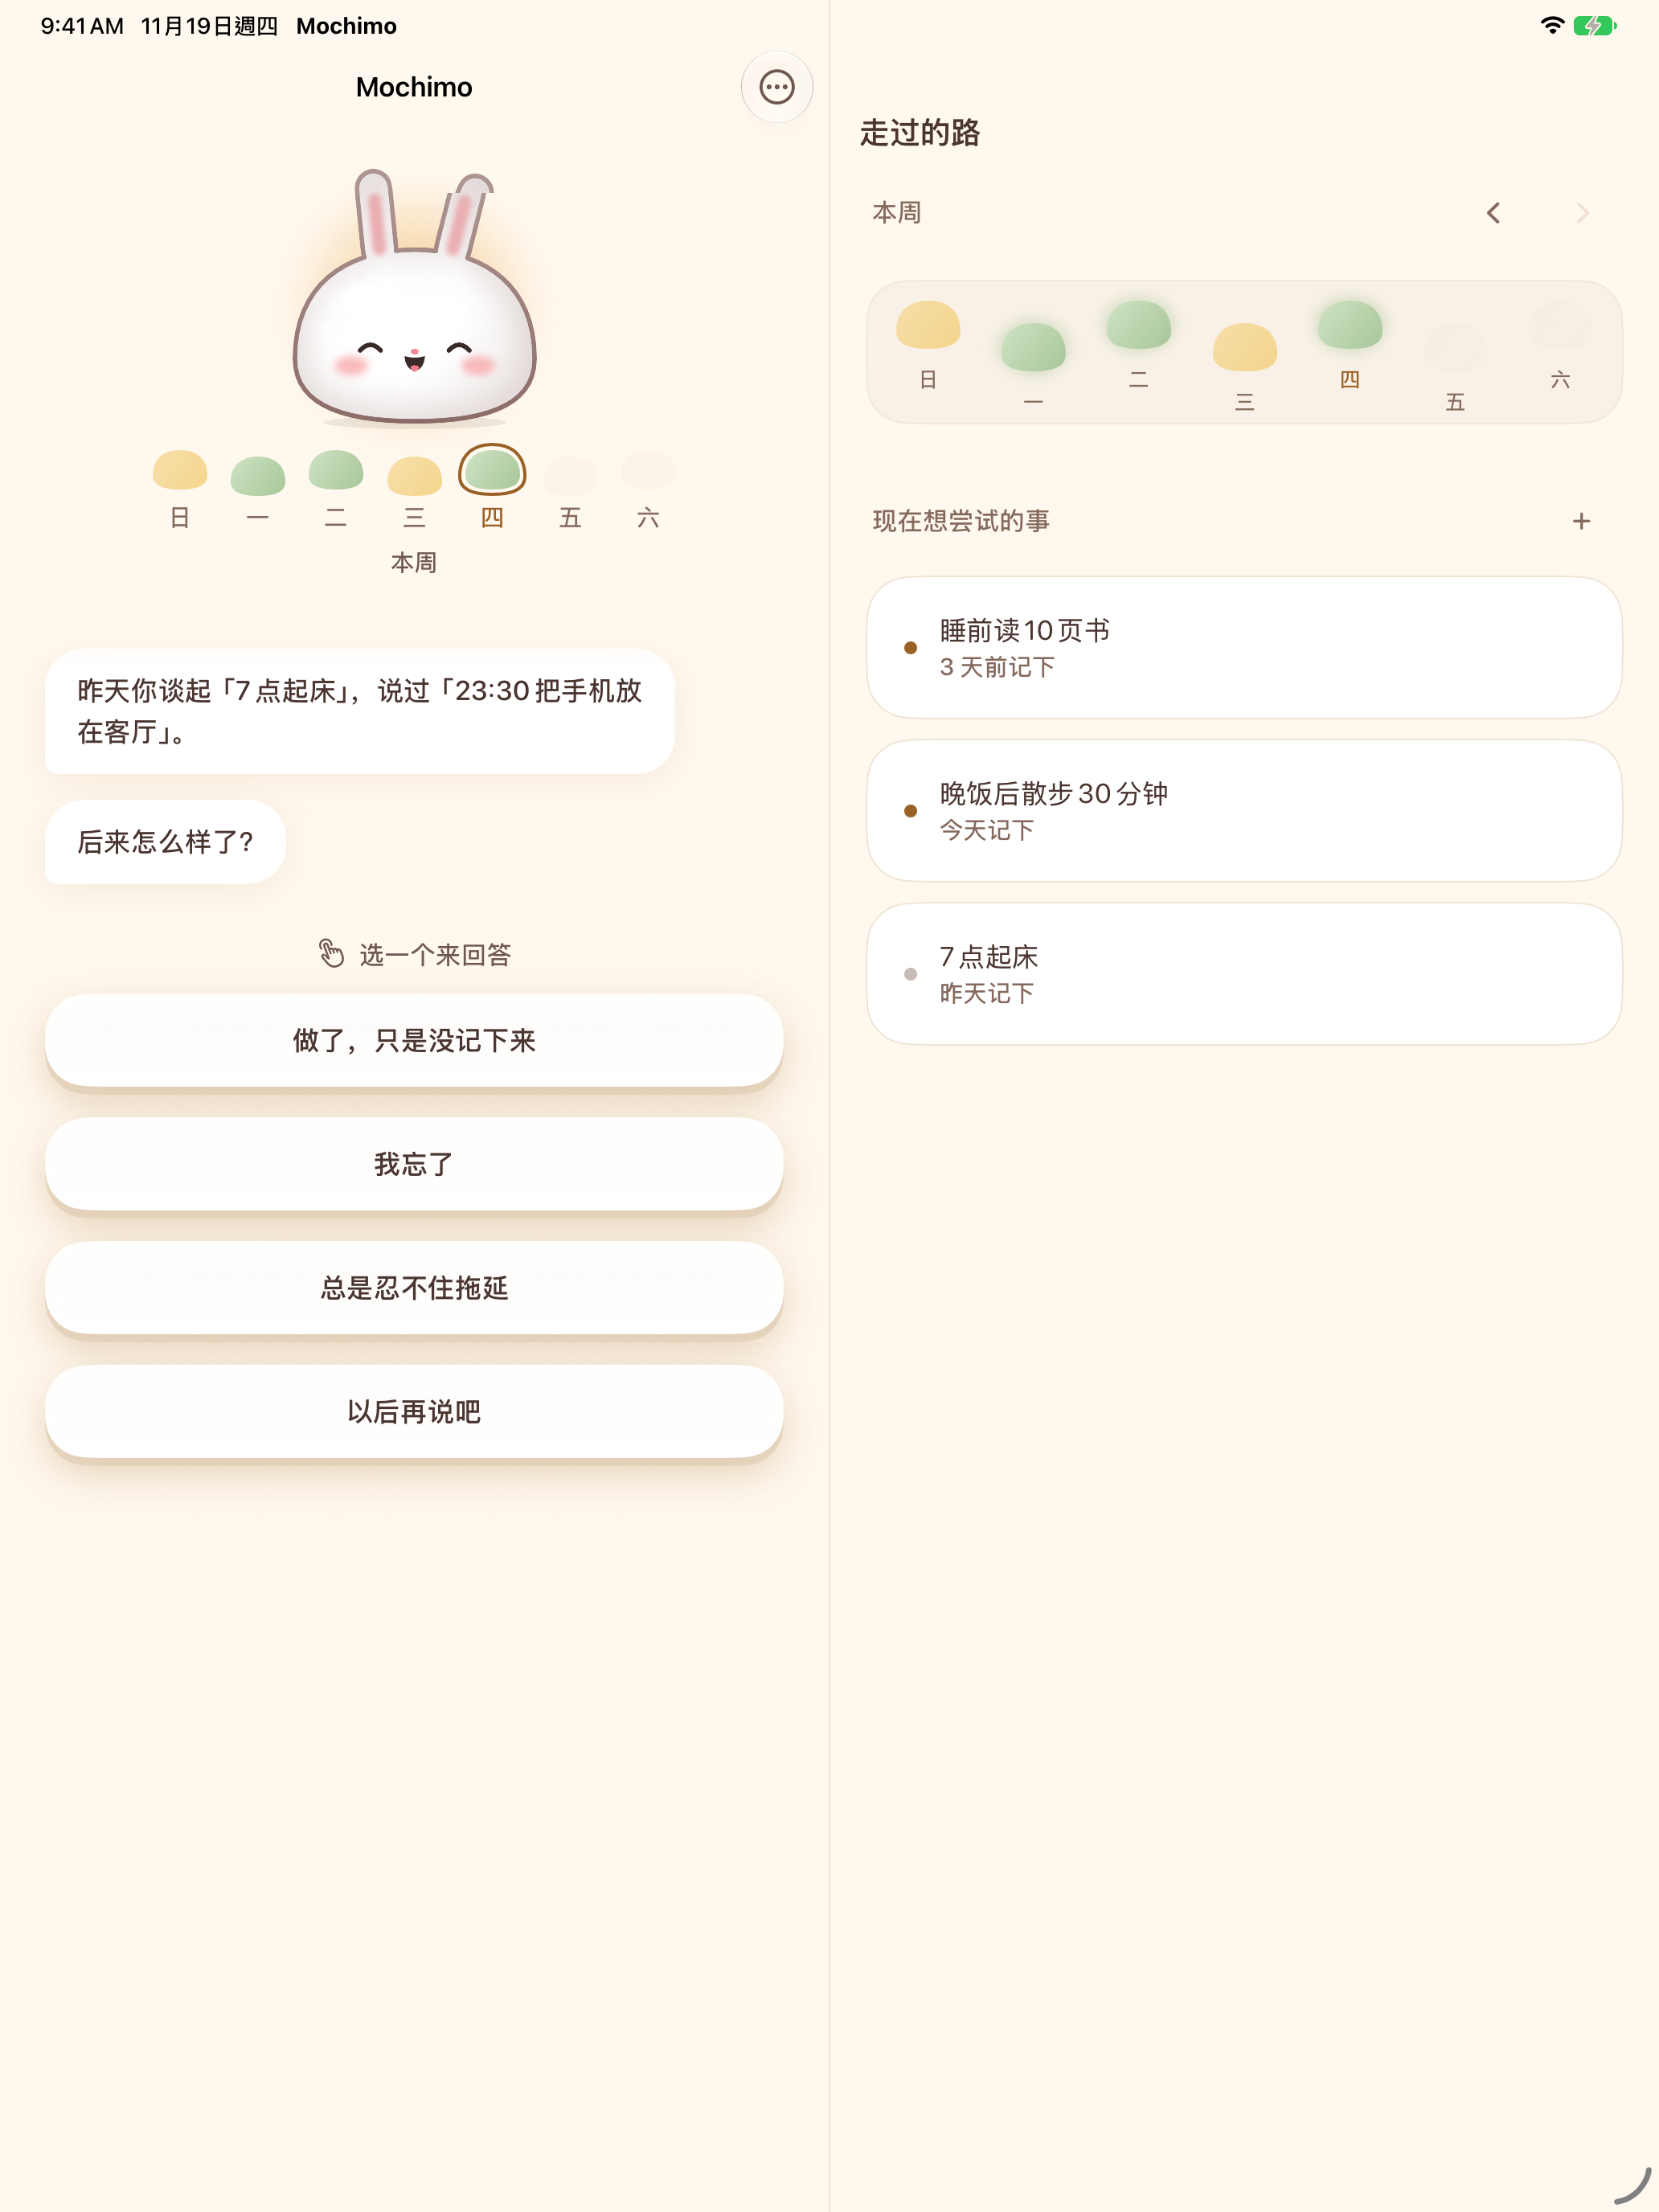 9:41 AM 11月19日週四 Mochimo
Mochimo
日 一 二 三 四 五 六
本周
昨天你谈起「7点起床」，说过「23:30把手机放
在客厅」。
后来怎么样了？
选一个来回答
做了，只是没记下来
我忘了
总是忍不住拖延
以后再说吧
走过的路
本周
日 一 二 三 四 五 六
现在想尝试的事
睡前读10页书
3 天前记下
晚饭后散步30分钟
今天记下
7点起床
昨天记下